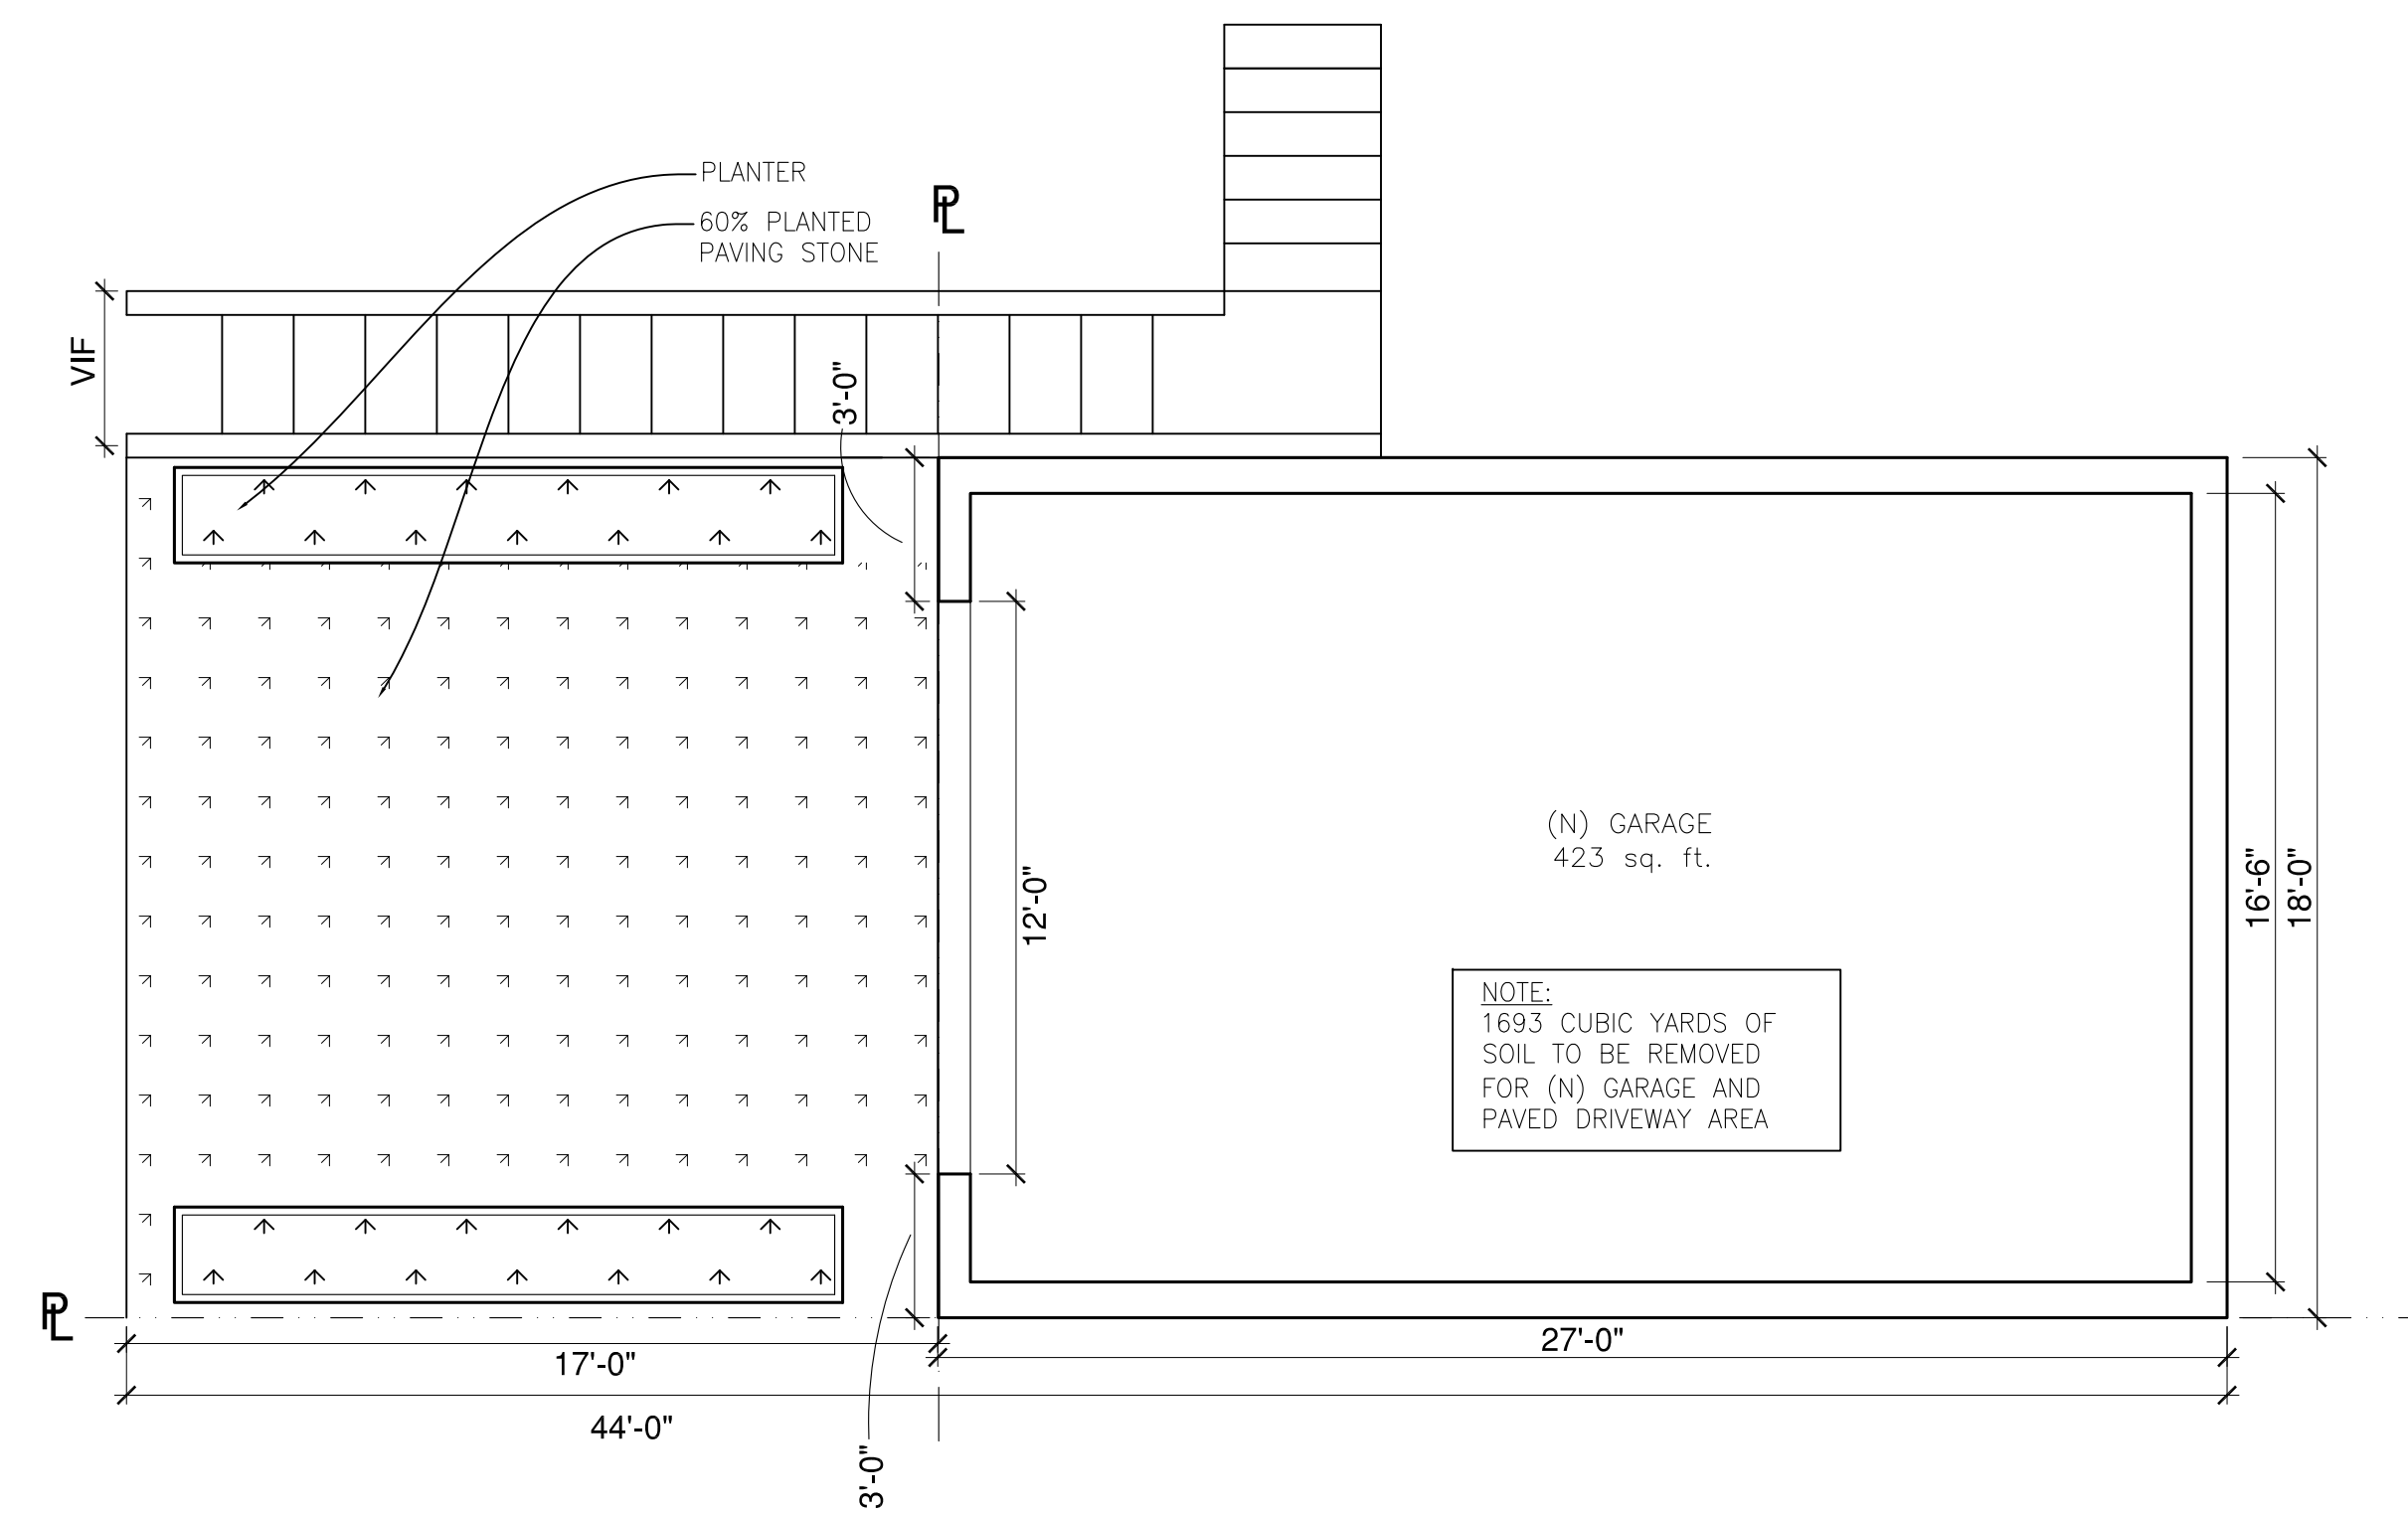 PLANTER
PL
60% PLANTED
PAVING STONE
VIF
3'-0"
(N) GARAGE
423 sq. ft.
12'-0"
16'-6"
18'-0"
NOTE:
1693 CUBIC YARDS OF
SOIL TO BE REMOVED
FOR (N) GARAGE AND
PAVED DRIVEWAY AREA
PL
17'-0"
27'-0"
44'-0"
3'-0"